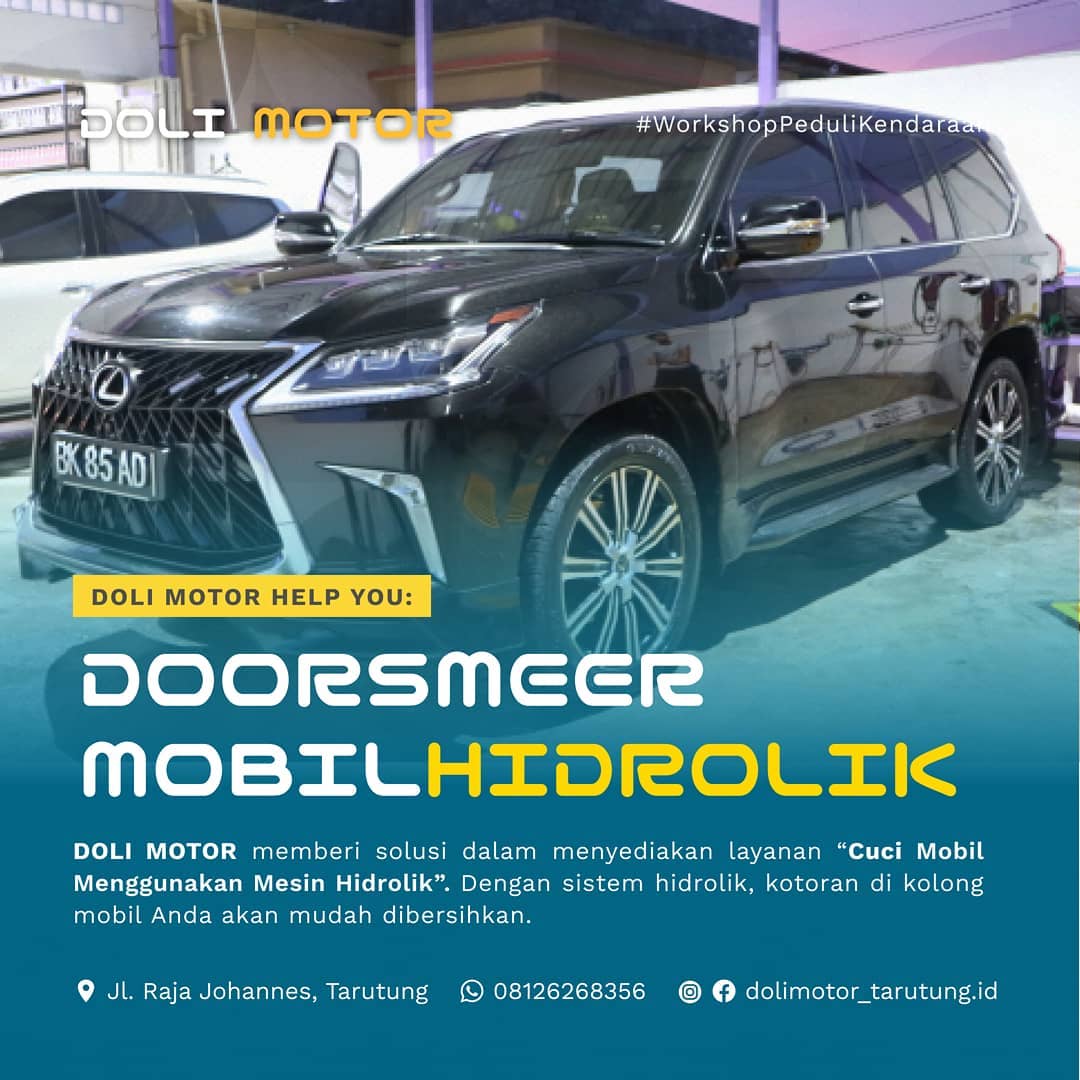 DOLI MOTOR
#WorkshopPeduliKendaraan
BK 85 AD
DOLI MOTOR HELP YOU:
DOORSMEER
MOBILHIDROLIK
DOLI MOTOR memberi solusi dalam menyediakan layanan “Cuci Mobil
Menggunakan Mesin Hidrolik”. Dengan sistem hidrolik, kotoran di kolong
mobil Anda akan mudah dibersihkan.
Jl. Raja Johannes, Tarutung
08126268356
dolimotor_tarutung.id